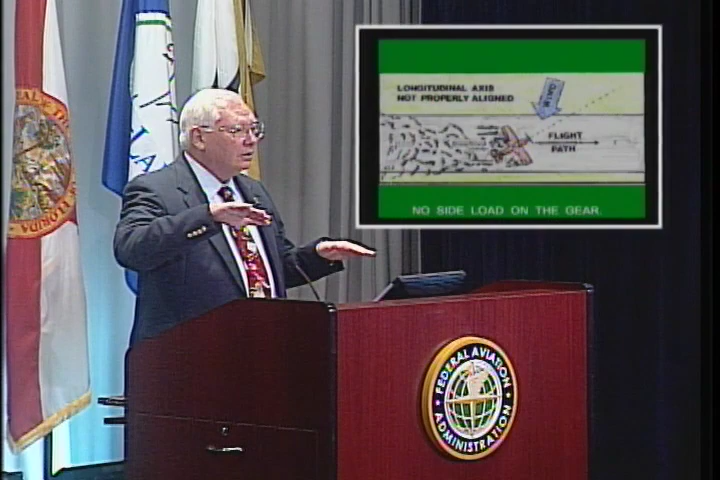 LONGITUDINAL AXIS
NOT PROPERLY ALIGNED
WIND
FLIGHT
PATH
NO SIDE LOAD ON THE GEAR.
FEDERAL AVIATION
ADMINISTRATION